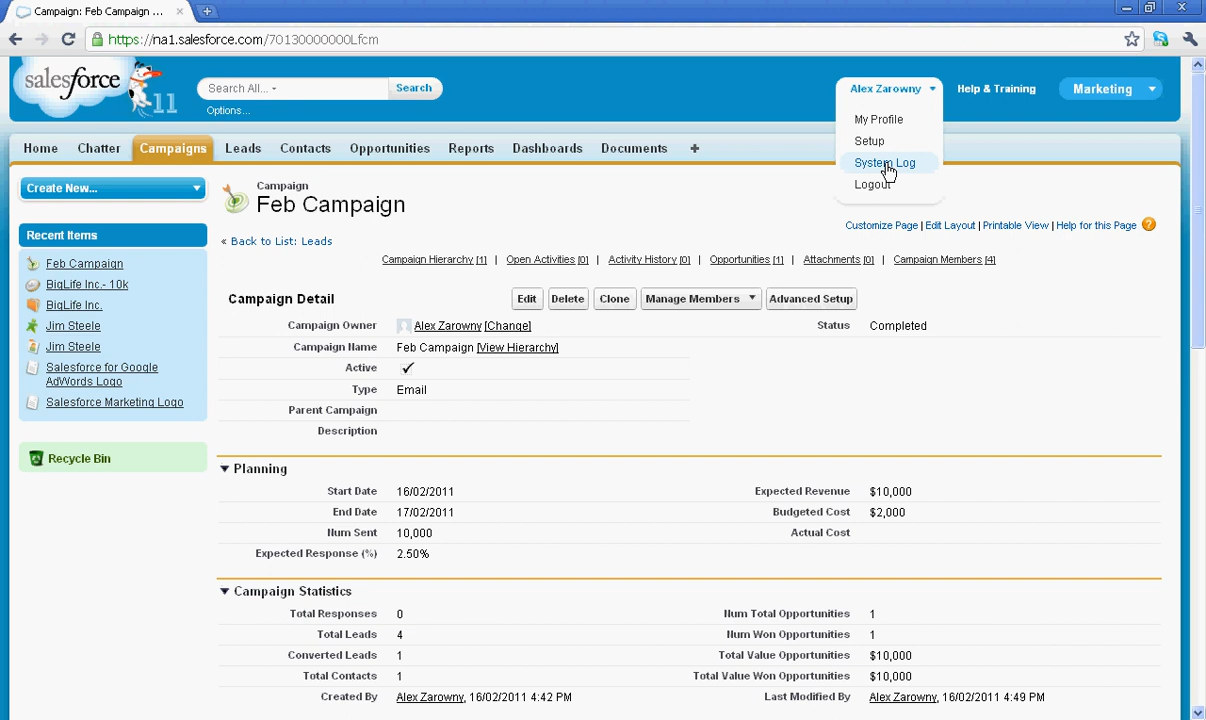 Campaign: Feb Campaign ...
https://na1.salesforce.com/70130000000Lfcm
salesforce 11
Search All...
Search
Options...
Alex Zarowny
Help & Training
Marketing
My Profile
Setup
System Log
Logout
Home
Chatter
Campaigns
Leads
Contacts
Opportunities
Reports
Dashboards
Documents
+
Create New...
Recent Items
Feb Campaign
BigLife Inc.- 10k
BigLife Inc.
Jim Steele
Jim Steele
Salesforce for Google
AdWords Logo
Salesforce Marketing Logo
Recycle Bin
Campaign
Feb Campaign
Customize Page | Edit Layout | Printable View | Help for this Page ?
« Back to List: Leads
Campaign Hierarchy [1] | Open Activities [0] | Activity History [0] | Opportunities [1] | Attachments [0] | Campaign Members [4]
Campaign Detail
Edit
Delete
Clone
Manage Members
Advanced Setup
Campaign Owner Alex Zarowny [Change]
Status Completed
Campaign Name Feb Campaign [View Hierarchy]
Active ✓
Type Email
Parent Campaign
Description
Planning
Start Date 16/02/2011
Expected Revenue $10,000
End Date 17/02/2011
Budgeted Cost $2,000
Num Sent 10,000
Actual Cost
Expected Response (%) 2.50%
Campaign Statistics
Total Responses 0
Num Total Opportunities 1
Total Leads 4
Num Won Opportunities 1
Converted Leads 1
Total Value Opportunities $10,000
Total Contacts 1
Total Value Won Opportunities $10,000
Created By Alex Zarowny, 16/02/2011 4:42 PM
Last Modified By Alex Zarowny, 16/02/2011 4:49 PM